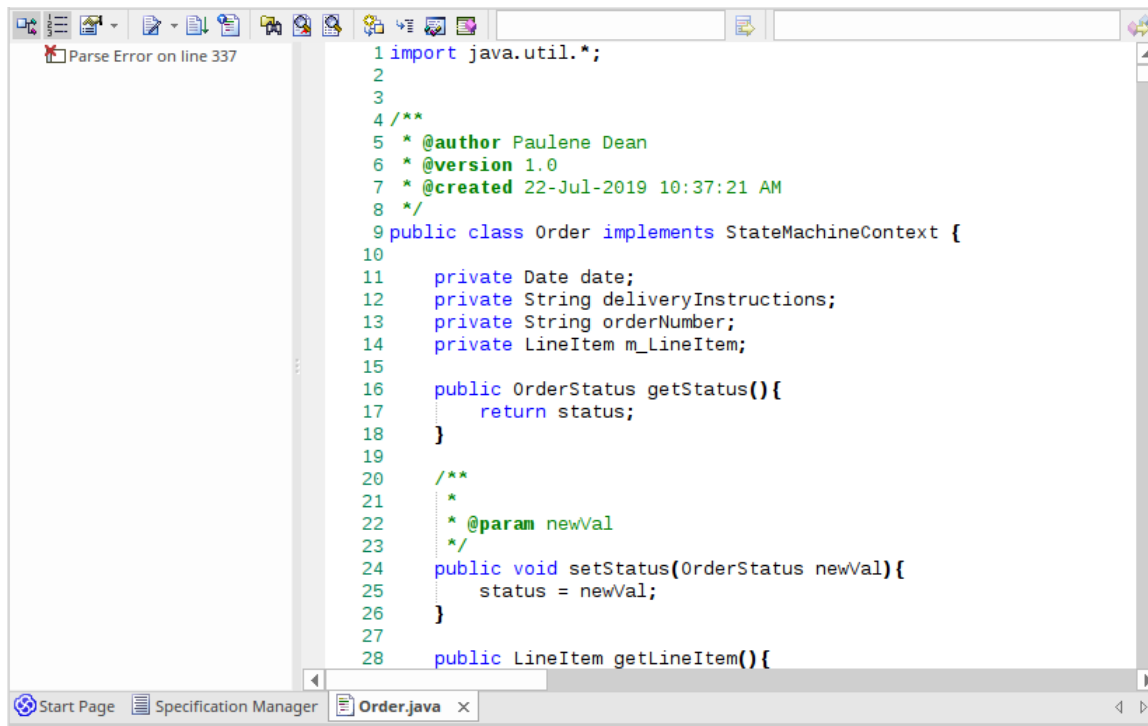 Parse Error on line 337
1 import java.util.*;
2
3
4 /**
5  * @author Paulene Dean
6  * @version 1.0
7  * @created 22-Jul-2019 10:37:21 AM
8  */
9 public class Order implements StateMachineContext {
10
11     private Date date;
12     private String deliveryInstructions;
13     private String orderNumber;
14     private LineItem m_LineItem;
15
16     public OrderStatus getStatus(){
17         return status;
18     }
19
20     /**
21      *
22      * @param newVal
23      */
24     public void setStatus(OrderStatus newVal){
25         status = newVal;
26     }
27
28     public LineItem getLineItem(){
Start Page Specification Manager Order.java ×